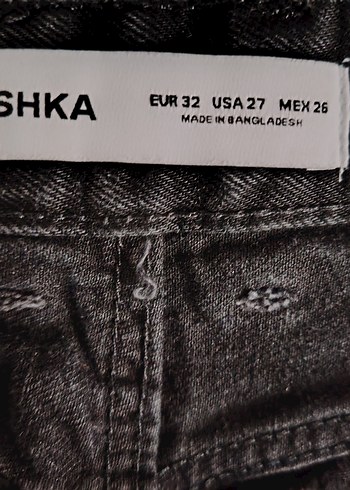 SHKA
EUR 32 USA 27 MEX 26
MADE IN BANGLADESH